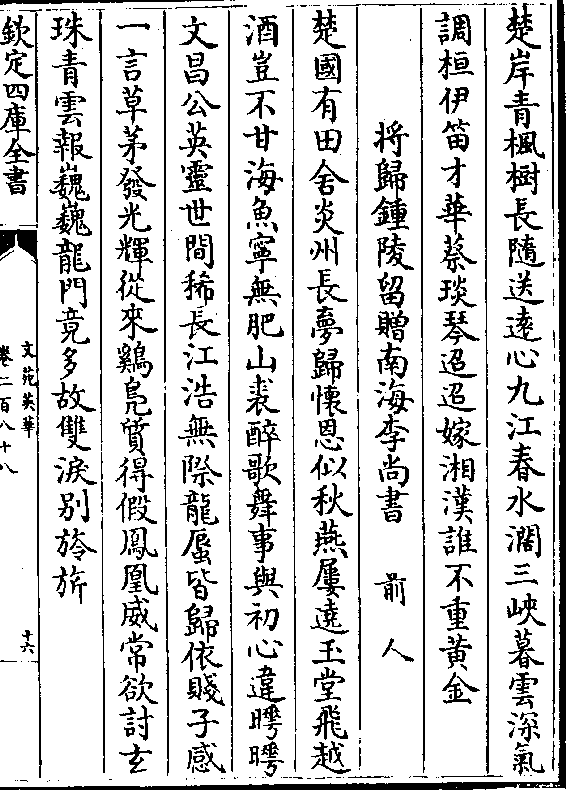 楚岸青楓樹長隨送逺心九江春水濶三峽暮雲深氣
調桓伊笛才華蔡琰琴迢迢嫁湘漢誰不重黄金
將歸鍾陵留贈南海李尚書　前人
楚國有田舍炎州長夢歸懷恩似秋燕屢遶玉堂飛越
酒豈不甘海魚寧無肥山裘醉歌舞事與初心違㫋㫋
文昌公英靈世間稀長江浩無際龍蜃皆歸依賤子感
一言草茅發光輝從來鷄鳧質得假鳳凰威常欲討玄
珠青雲報巍巍龍門竟多故雙淚别旍旂
欽定四庫全書
文苑英華
卷二百八十八
十六